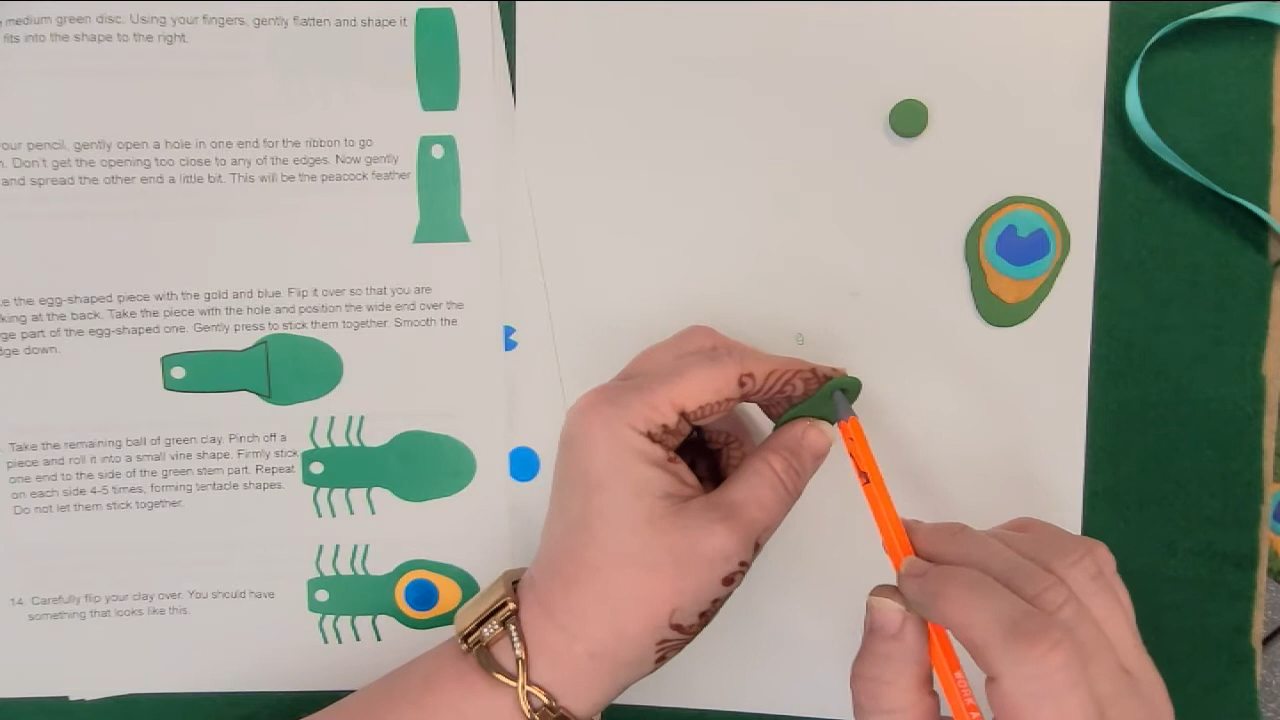 medium green disc. Using your fingers, gently flatten and shape it
fits into the shape to the right.
our pencil, gently open a hole in one end for the ribbon to go
Don't get the opening too close to any of the edges. Now gently
and spread the other end a little bit. This will be the peacock feather
the egg-shaped piece with the gold and blue. Flip it over so that you are
king at the back. Take the piece with the hole and position the wide end over the
ge part of the egg-shaped one. Gently press to stick them together. Smooth the
dge down.
Take the remaining ball of green clay. Pinch off a
piece and roll it into a small vine shape. Firmly stick
one end to the side of the green stem part. Repeat
on each side 4-5 times, forming tentacle shapes.
Do not let them stick together.
14. Carefully flip your clay over. You should have
something that looks like this.
WORK A